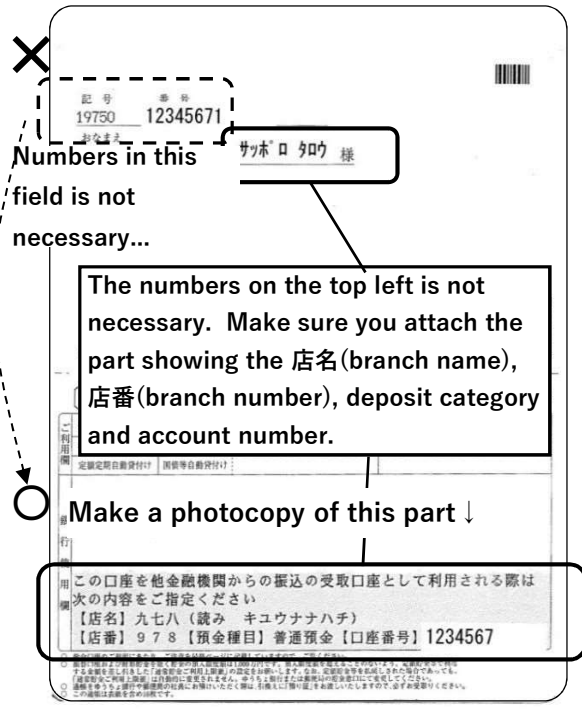 記号 番号
19750 12345671
おなまえ
サッポロ タロウ 様
Numbers in this
field is not
necessary...
The numbers on the top left is not
necessary. Make sure you attach the
part showing the 店名(branch name),
店番(branch number), deposit category
and account number.
ご利用欄
定額定期自動貸付け 国債等自動貸付け
Make a photocopy of this part↓
この口座を他金融機関からの振込の受取口座として利用される際は
次の内容をご指定ください
【店名】九七八（読み キュウナナハチ）
【店番】９７８【預金種目】普通預金【口座番号】1234567